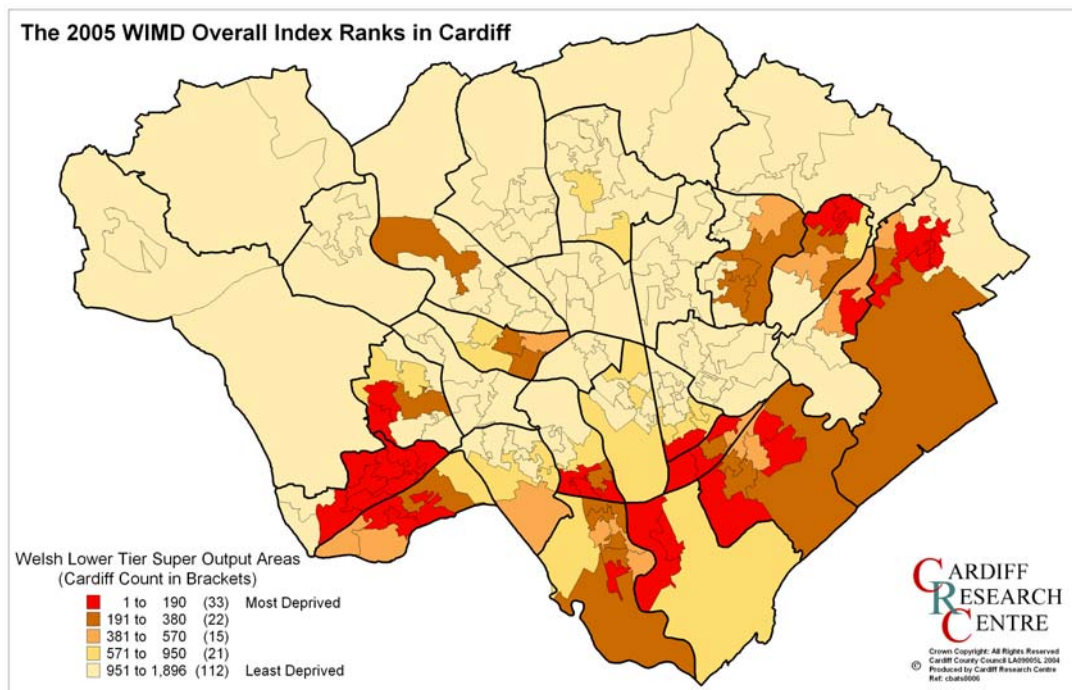 The 2005 WIMD Overall Index Ranks in Cardiff
Welsh Lower Tier Super Output Areas
(Cardiff Count in Brackets)
1 to 190 (33) Most Deprived
191 to 380 (22)
381 to 570 (15)
571 to 950 (21)
951 to 1,896 (112) Least Deprived
CARDIFF
RESEARCH
CENTRE
Crown Copyright: All Rights Reserved
© Cardiff County Council LA09005L 2004
Produced by Cardiff Research Centre
Ref: cbats0006